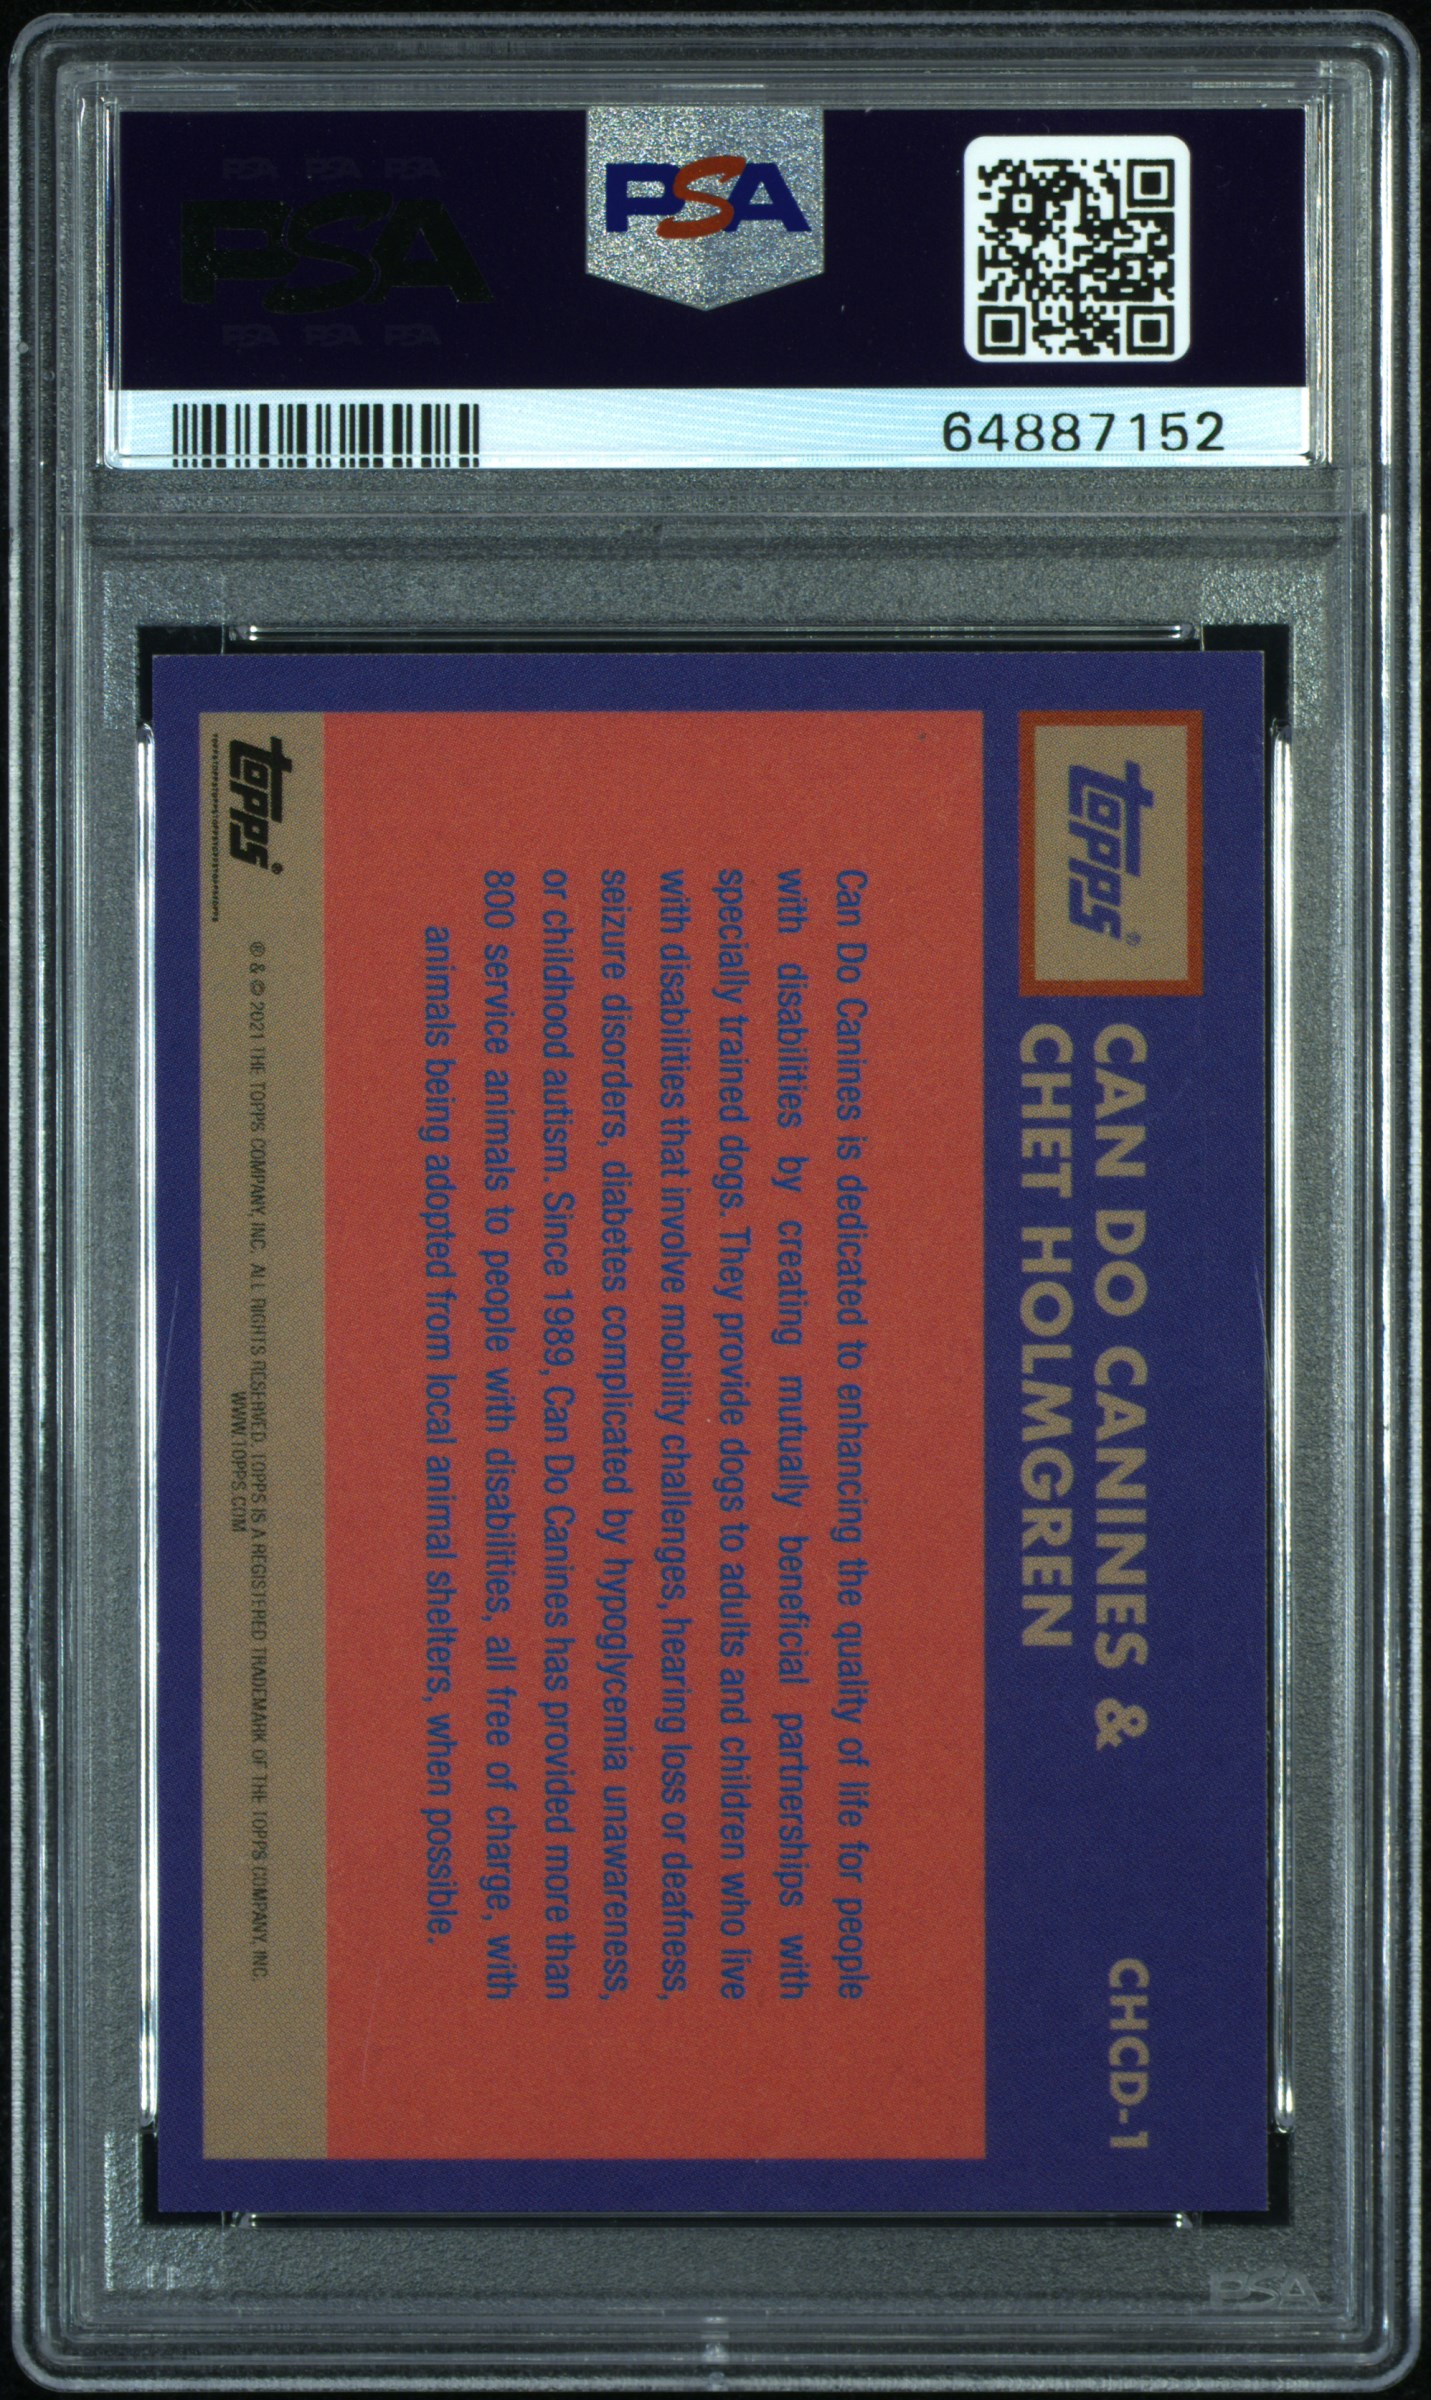 PSA PSA PSA
PSA
PSA PSA PSA
PSA
64887152
topps®
CAN DO CANINES &
CHET HOLMGREN
CHCD-1
Can Do Canines is dedicated to enhancing the quality of life for people
with disabilities by creating mutually beneficial partnerships with
specially trained dogs. They provide dogs to adults and children who live
with disabilities that involve mobility challenges, hearing loss or deafness,
seizure disorders, diabetes complicated by hypoglycemia unawareness,
or childhood autism. Since 1989, Can Do Canines has provided more than
800 service animals to people with disabilities, all free of charge, with
animals being adopted from local animal shelters, when possible.
topps®
TOPPSTOPPSTOPPSTOPPSTOPPSTOPPSTOPPS
® & © 2021 THE TOPPS COMPANY, INC. ALL RIGHTS RESERVED. TOPPS IS A REGISTERED TRADEMARK OF THE TOPPS COMPANY, INC.
WWW.TOPPS.COM
PSA